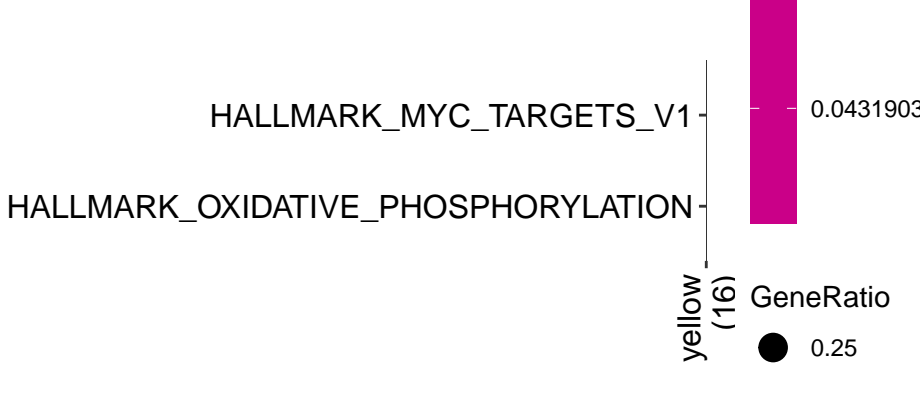 HALLMARK_MYC_TARGETS_V1
0.0431903
HALLMARK_OXIDATIVE_PHOSPHORYLATION
yellow
(16)
GeneRatio
0.25